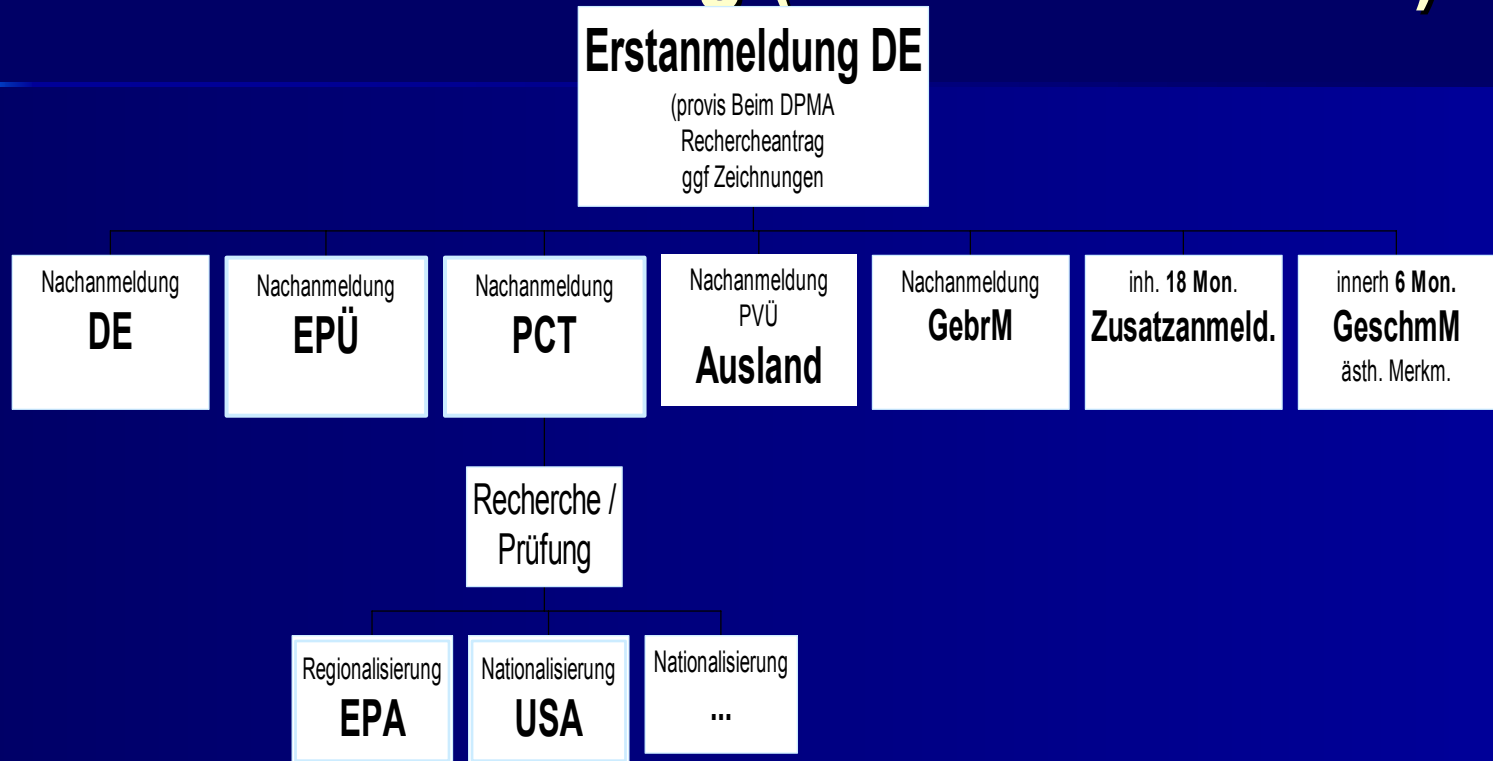 Erstanmeldung DE
(provis Beim DPMA
Rechercheantrag
ggf Zeichnungen
Nachanmeldung
DE
Nachanmeldung
EPÜ
Nachanmeldung
PCT
Nachanmeldung
PVÜ
Ausland
Nachanmeldung
GebrM
inh. 18 Mon.
Zusatzanmeld.
innerh 6 Mon.
GeschmM
ästh. Merkm.
Recherche /
Prüfung
Regionalisierung
EPA
Nationalisierung
USA
Nationalisierung
...